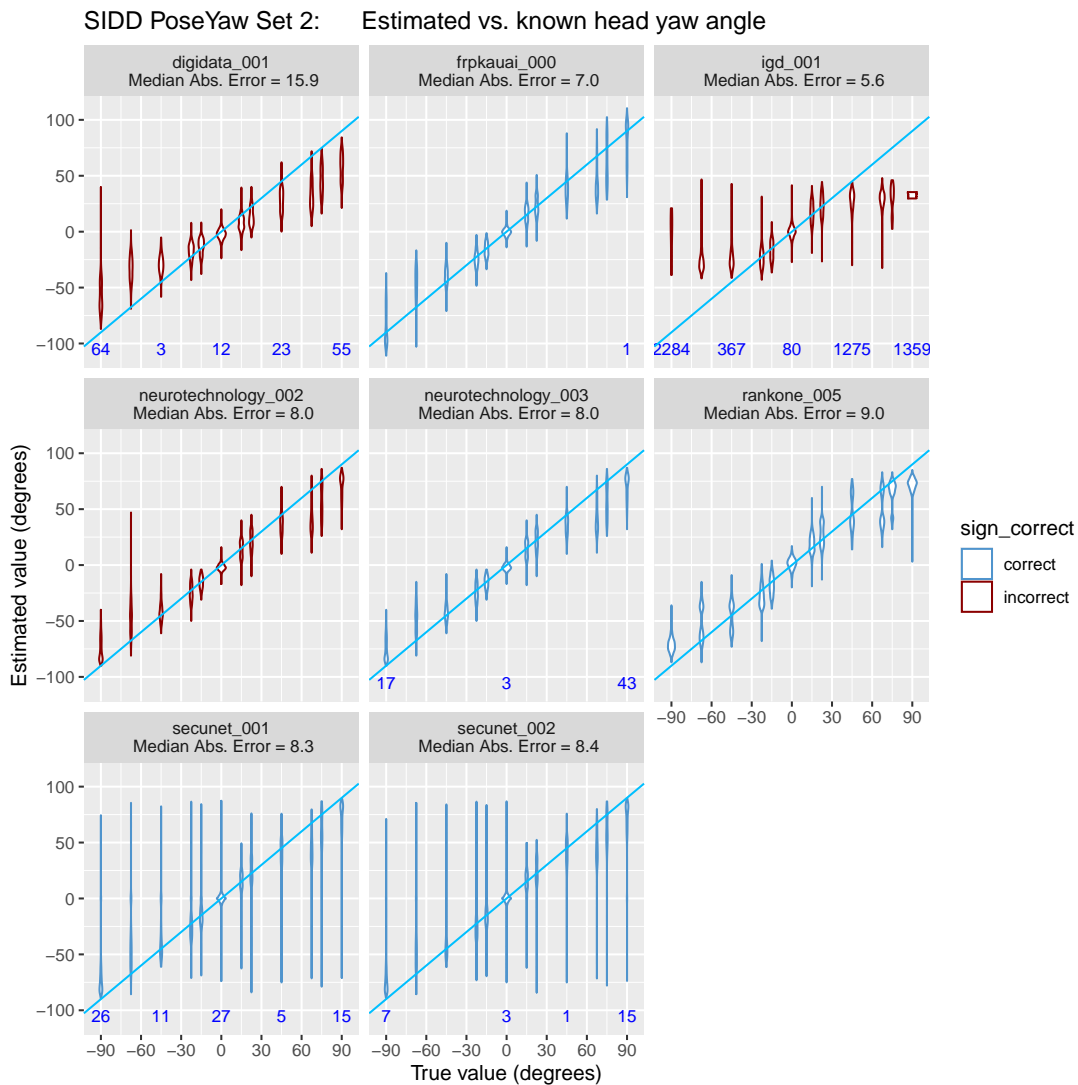 SIDD PoseYaw Set 2: Estimated vs. known head yaw angle
digidata_001
Median Abs. Error = 15.9
frpkauai_000
Median Abs. Error = 7.0
igd_001
Median Abs. Error = 5.6
100
50
0
−50
−100
64 3 12 23 55
1
2284 367 80 1275 1359
neurotechnology_002
Median Abs. Error = 8.0
neurotechnology_003
Median Abs. Error = 8.0
rankone_005
Median Abs. Error = 9.0
100
50
0
−50
−100
17 3 43
−90 −60 −30 0 30 60 90
Estimated value (degrees)
sign_correct
correct
incorrect
secunet_001
Median Abs. Error = 8.3
secunet_002
Median Abs. Error = 8.4
100
50
0
−50
−100
26 11 27 5 15
7 3 1 15
−90 −60 −30 0 30 60 90
−90 −60 −30 0 30 60 90
True value (degrees)